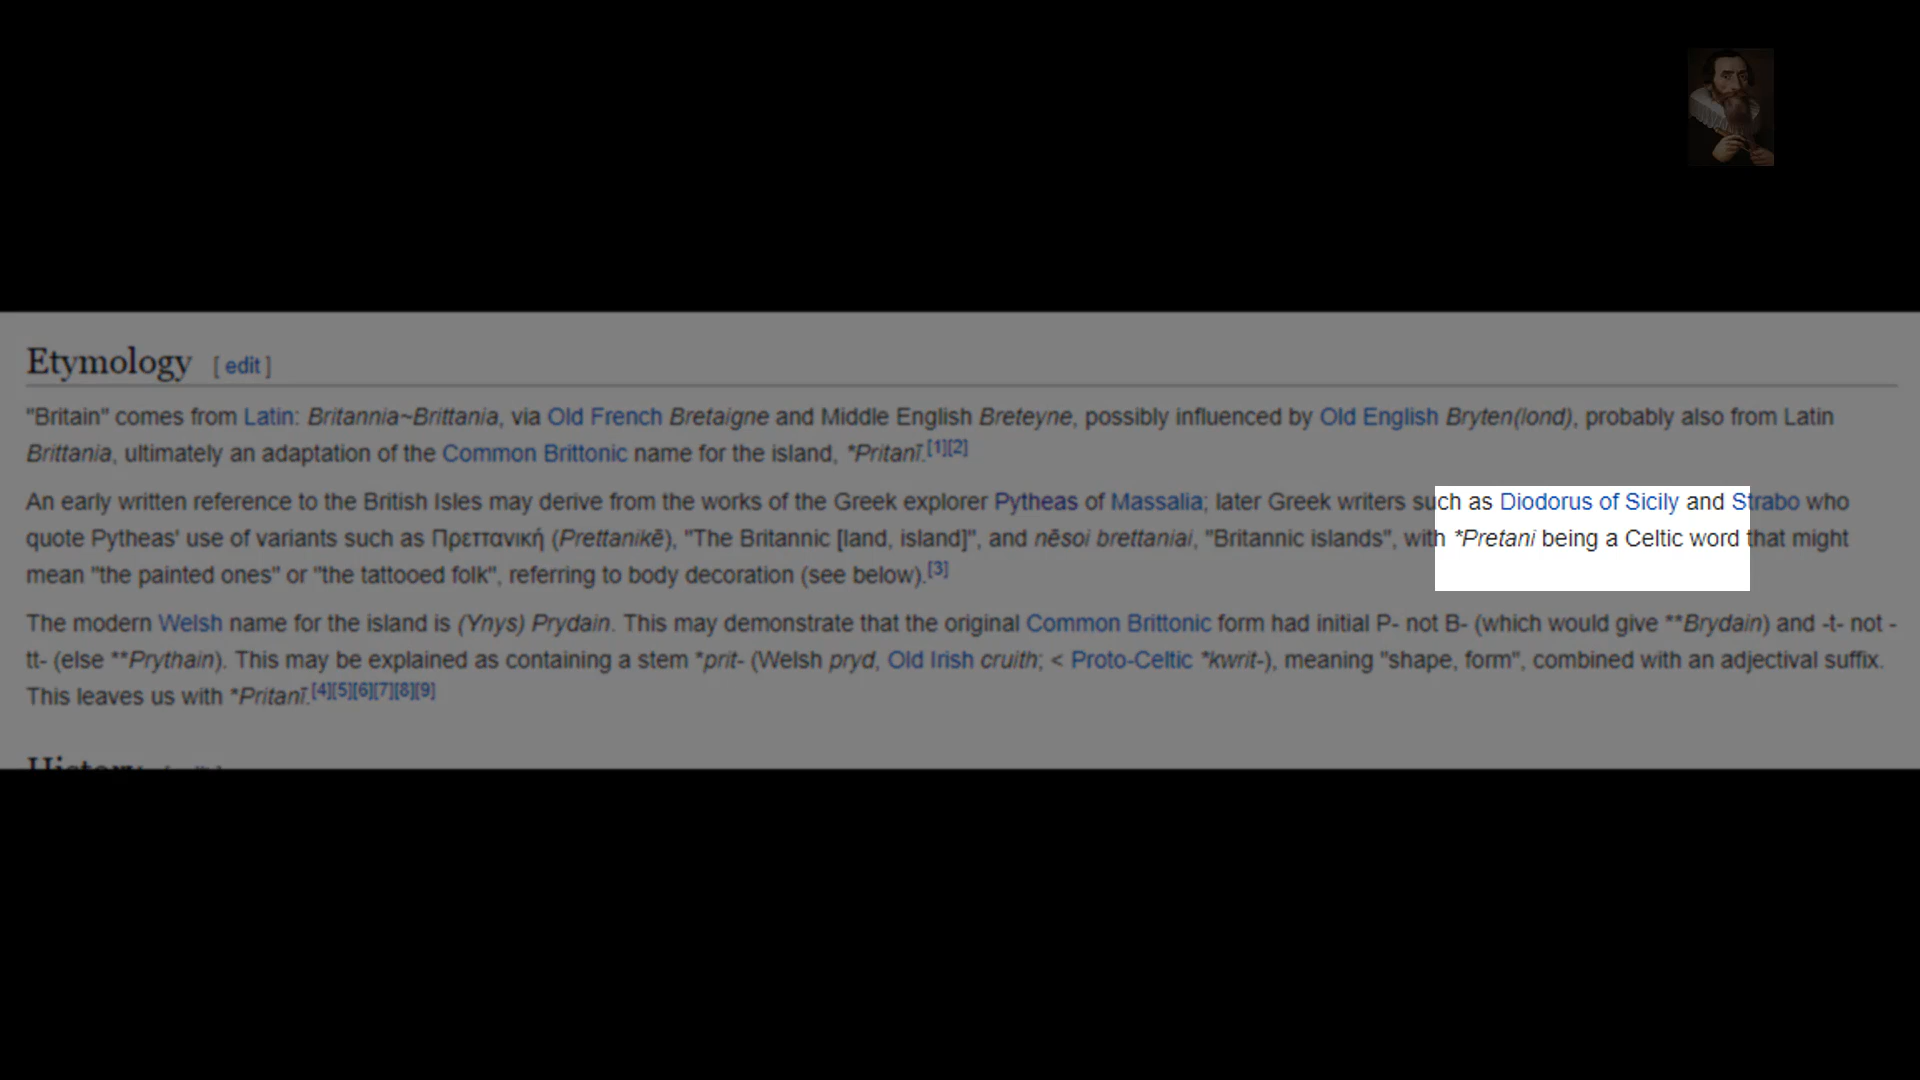 Etymology [ edit ]
"Britain" comes from Latin: Britannia~Brittania, via Old French Bretaigne and Middle English Breteyne, possibly influenced by Old English Bryten(lond), probably also from Latin
Brittania, ultimately an adaptation of the Common Brittonic name for the island, *Pritanī.[1][2]
An early written reference to the British Isles may derive from the works of the Greek explorer Pytheas of Massalia; later Greek writers such as Diodorus of Sicily and Strabo who
quote Pytheas' use of variants such as Πρεττανική (Prettanikē), "The Britannic [land, island]", and nēsoi brettaniai, "Britannic islands", with *Pretani being a Celtic word that might
mean "the painted ones" or "the tattooed folk", referring to body decoration (see below).[3]
The modern Welsh name for the island is (Ynys) Prydain. This may demonstrate that the original Common Brittonic form had initial P- not B- (which would give **Brydain) and -t- not -
tt- (else **Prythain). This may be explained as containing a stem *prit- (Welsh pryd, Old Irish cruith; < Proto-Celtic *kwrit-), meaning "shape, form", combined with an adjectival suffix.
This leaves us with *Pritanī.[4][5][6][7][8][9]
History